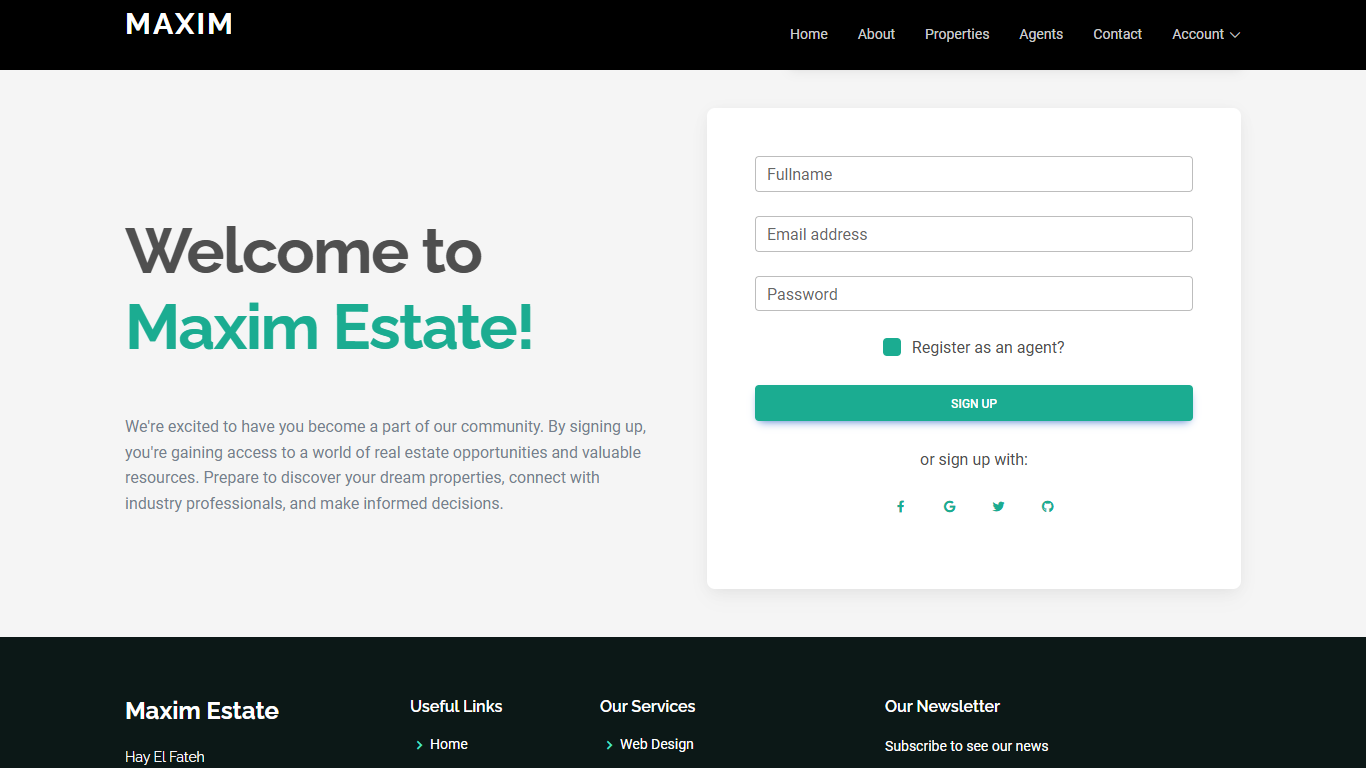 MAXIM
Home About Properties Agents Contact Account
Fullname
Email address
Password
Register as an agent?
SIGN UP
or sign up with:
Welcome to
Maxim Estate!
We're excited to have you become a part of our community. By signing up,
you're gaining access to a world of real estate opportunities and valuable
resources. Prepare to discover your dream properties, connect with
industry professionals, and make informed decisions.
Maxim Estate
Hay El Fateh
Useful Links
Home
Our Services
Web Design
Our Newsletter
Subscribe to see our news